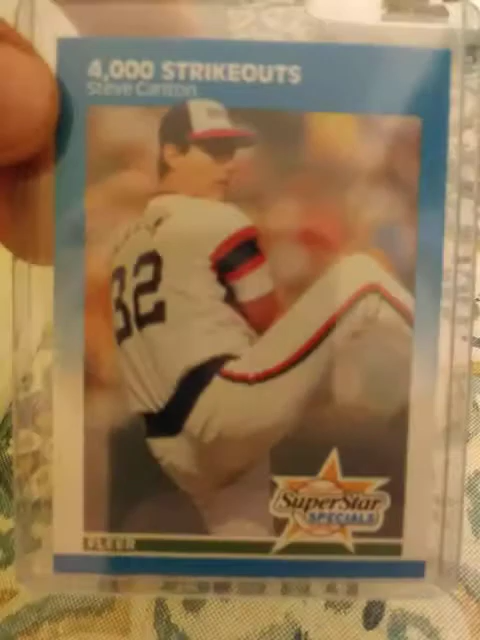 4,000 STRIKEOUTS
Steve Carlton
32
SuperStar
SPECIALS
FLEER